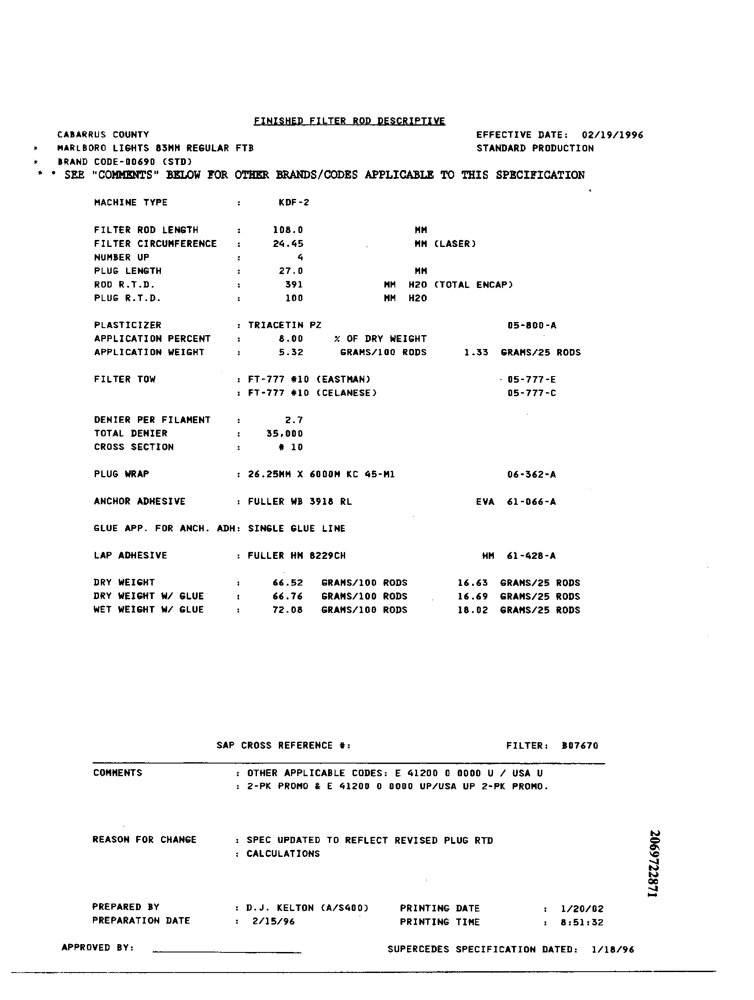 FINISHED FILTER ROD DESCRIPTIVE
CABARRUS COUNTY EFFECTIVE DATE: 02/19/1996
* MARLBORO LIGHTS 83MM REGULAR FTB STANDARD PRODUCTION
* BRAND CODE-00690 (STD)
* * SEE "COMMENTS" BELOW FOR OTHER BRANDS/CODES APPLICABLE TO THIS SPECIFICATION
MACHINE TYPE : KDF-2
FILTER ROD LENGTH : 108.0 MM
FILTER CIRCUMFERENCE : 24.45 MM (LASER)
NUMBER UP : 4
PLUG LENGTH : 27.0 MM
ROD R.T.D. : 391 MM H2O (TOTAL ENCAP)
PLUG R.T.D. : 100 MM H2O
PLASTICIZER : TRIACETIN PZ 05-800-A
APPLICATION PERCENT : 8.00 % OF DRY WEIGHT
APPLICATION WEIGHT : 5.32 GRAMS/100 RODS 1.33 GRAMS/25 RODS
FILTER TOW : FT-777 #10 (EASTMAN) 05-777-E
: FT-777 #10 (CELANESE) 05-777-C
DENIER PER FILAMENT : 2.7
TOTAL DENIER : 35,000
CROSS SECTION : # 10
PLUG WRAP : 26.25MM X 6000M KC 45-M1 06-362-A
ANCHOR ADHESIVE : FULLER WB 3918 RL EVA 61-066-A
GLUE APP. FOR ANCH. ADH: SINGLE GLUE LINE
LAP ADHESIVE : FULLER HM 8229CH HM 61-428-A
DRY WEIGHT : 66.52 GRAMS/100 RODS 16.63 GRAMS/25 RODS
DRY WEIGHT W/ GLUE : 66.76 GRAMS/100 RODS 16.69 GRAMS/25 RODS
WET WEIGHT W/ GLUE : 72.08 GRAMS/100 RODS 18.02 GRAMS/25 RODS
SAP CROSS REFERENCE #: FILTER: B07670
COMMENTS : OTHER APPLICABLE CODES: E 41200 0 0000 U / USA U
: 2-PK PROMO & E 41200 0 0000 UP/USA UP 2-PK PROMO.
REASON FOR CHANGE : SPEC UPDATED TO REFLECT REVISED PLUG RTD
: CALCULATIONS
2069722871
PREPARED BY : D.J. KELTON (A/S400) PRINTING DATE : 1/20/02
PREPARATION DATE : 2/15/96 PRINTING TIME : 8:51:32
APPROVED BY: SUPERCEDES SPECIFICATION DATED: 1/18/96